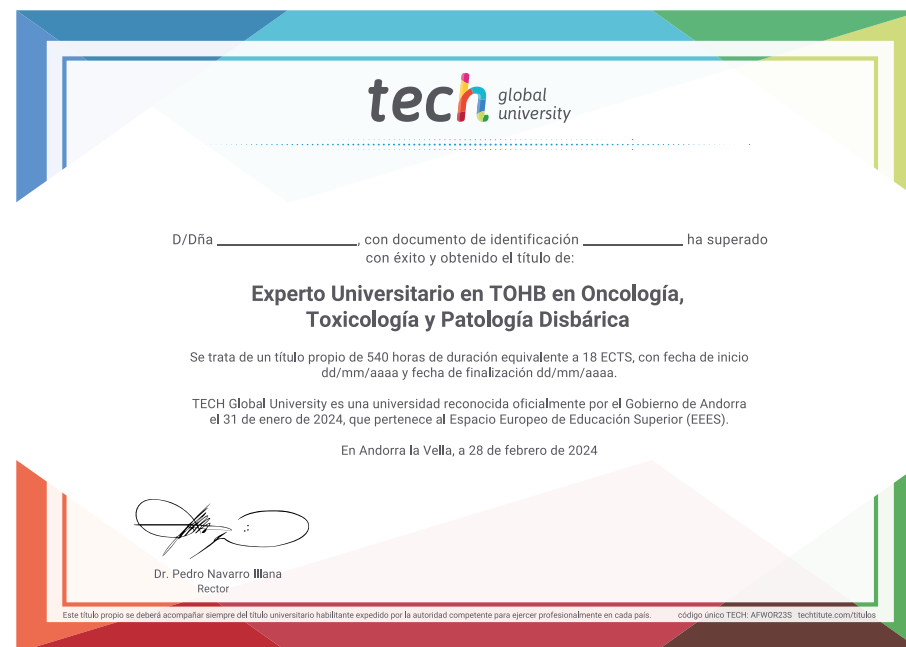 tech global university
D/Dña ____________________, con documento de identificación ______________ ha superado
con éxito y obtenido el título de:
Experto Universitario en TOHB en Oncología,
Toxicología y Patología Disbárica
Se trata de un título propio de 540 horas de duración equivalente a 18 ECTS, con fecha de inicio
dd/mm/aaaa y fecha de finalización dd/mm/aaaa.
TECH Global University es una universidad reconocida oficialmente por el Gobierno de Andorra
el 31 de enero de 2024, que pertenece al Espacio Europeo de Educación Superior (EEES).
En Andorra la Vella, a 28 de febrero de 2024
Dr. Pedro Navarro Illana
Rector
Este título propio se deberá acompañar siempre del título universitario habilitante expedido por la autoridad competente para ejercer profesionalmente en cada país. código único TECH: AFWOR23S techtitute.com/titulos